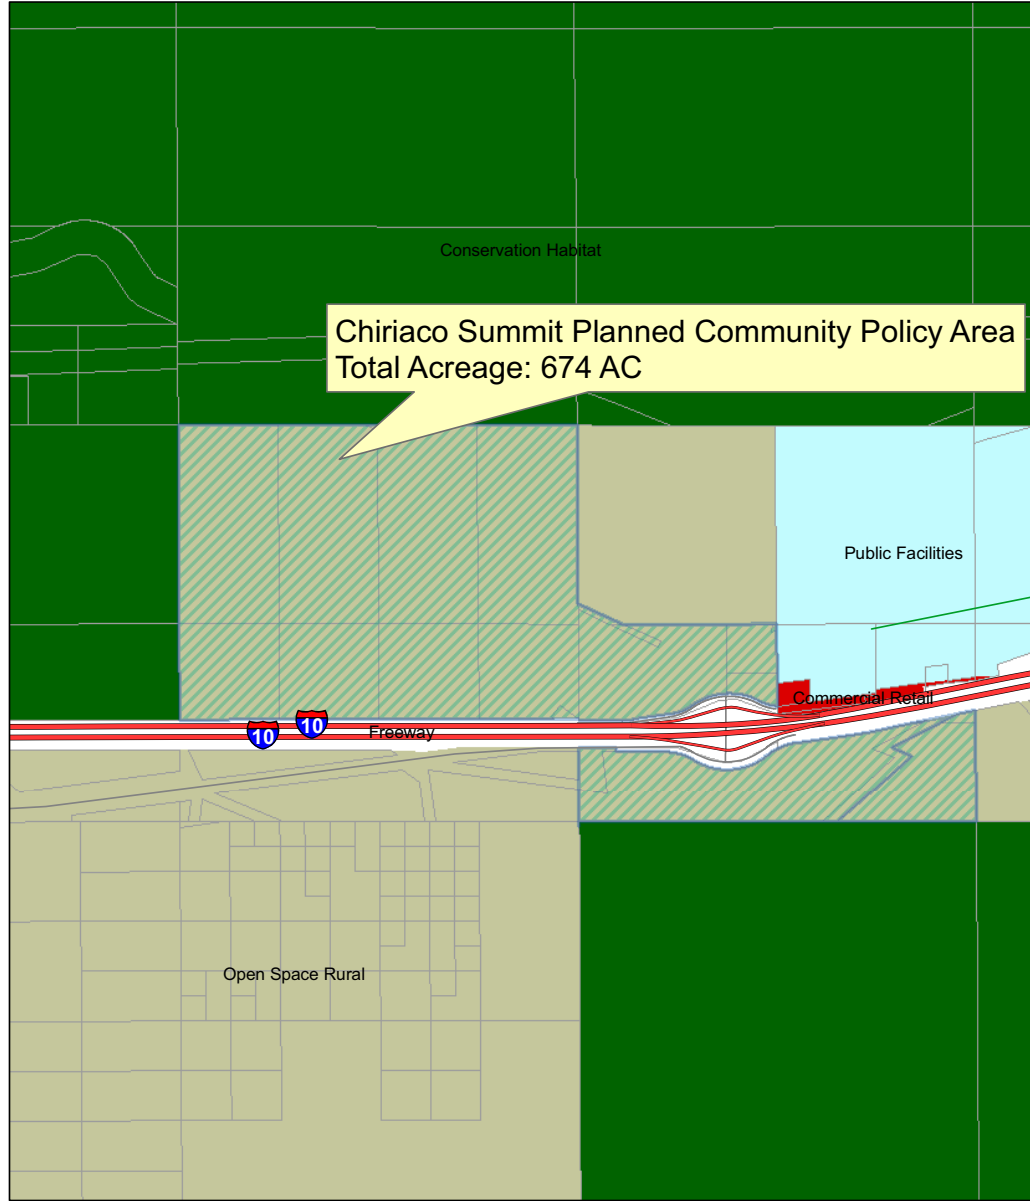 Conservation Habitat
Chiriaco Summit Planned Community Policy Area
Total Acreage: 674 AC
Public Facilities
Commercial Retail
10
10
Freeway
Open Space Rural